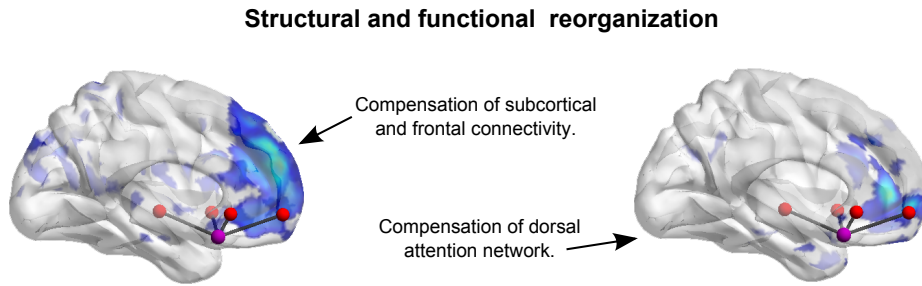 Structural and functional reorganization
Compensation of subcortical
and frontal connectivity.
Compensation of dorsal
attention network.